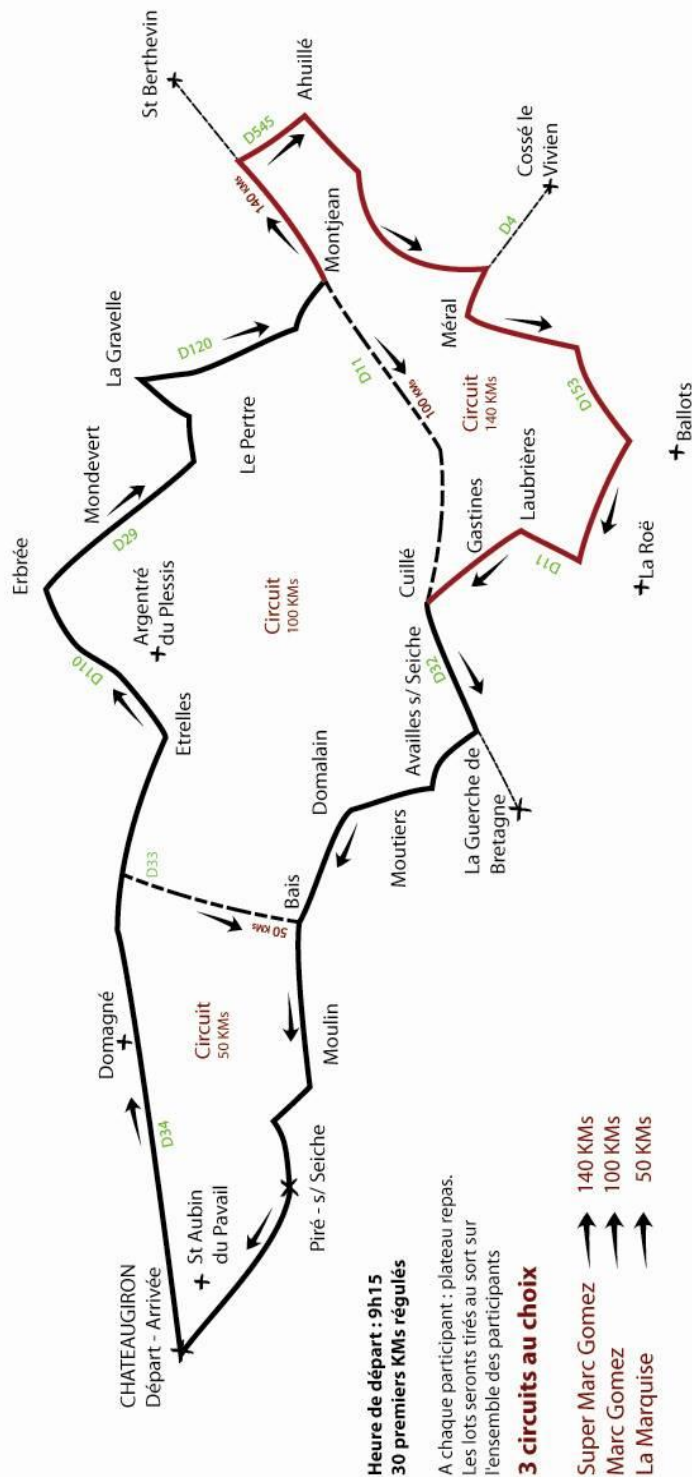 CHATEAUGIRON
Départ - Arrivée
St Aubin
du Pavail
D34
Domagné
Circuit
50 KMs
D33
50 KMs
Bais
Moulin
Piré - s/ Seiche
Etrelles
D110
Argentré
du Plessis
Erbrée
Mondevert
D29
Le Pertre
La Gravelle
D120
Montjean
Circuit
100 KMs
D11
100 KMs
140 KMs
St Berthevin
D545
Ahuillé
Cossé le
Vivien
D4
Méral
Circuit
140 KMs
D153
Ballots
La Roë
D11
Laubrières
Gastines
Cuillé
D32
Availles s/ Seiche
La Guerche de
Bretagne
Moutiers
Domalain
Heure de départ : 9h15
30 premiers KMs régulés
A chaque participant : plateau repas.
Les lots seronts tirés au sort sur
l'ensemble des participants
3 circuits au choix
Super Marc Gomez 140 KMs
Marc Gomez 100 KMs
La Marquise 50 KMs